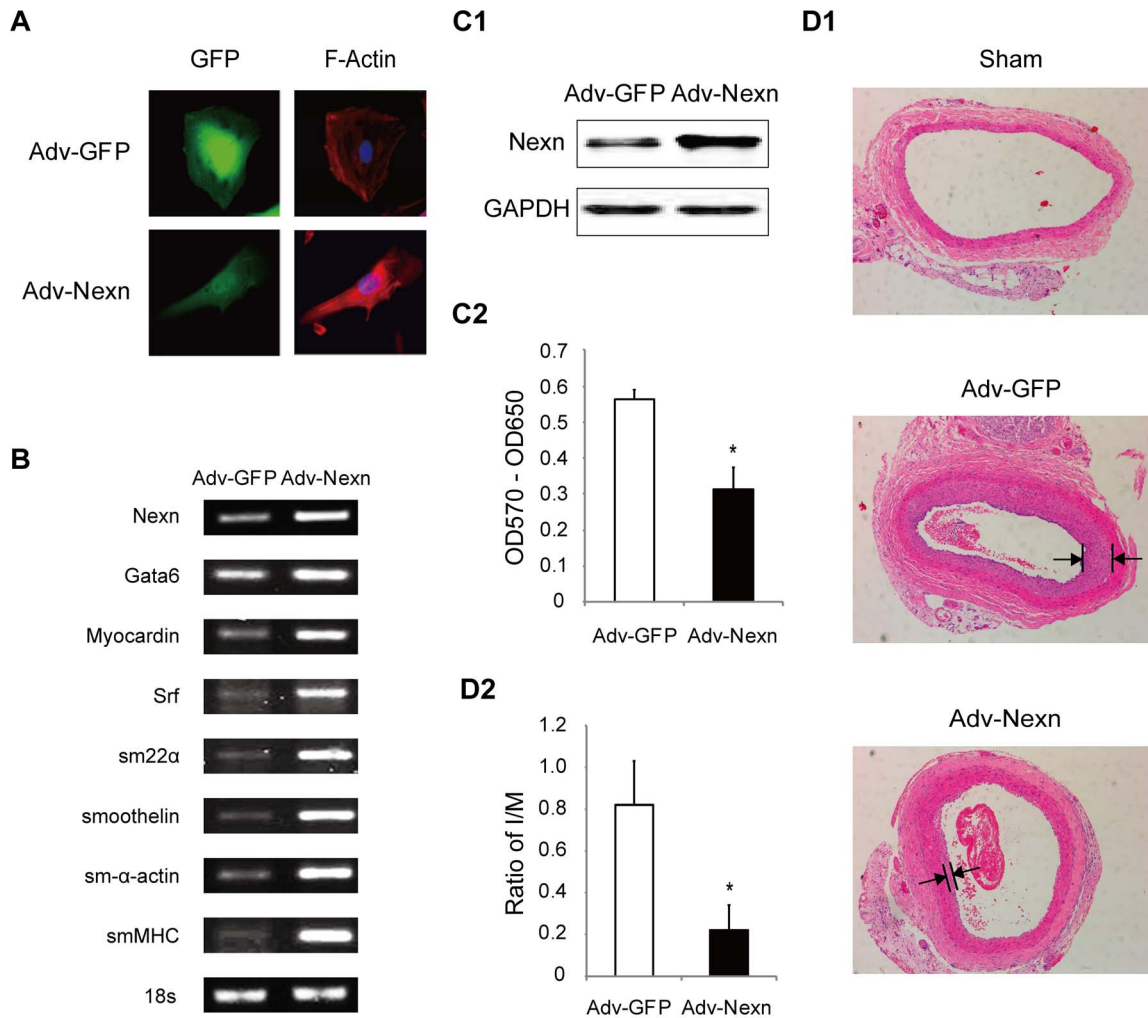 A
GFP F-Actin
Adv-GFP
Adv-Nexn
B
Adv-GFP Adv-Nexn
Nexn
Gata6
Myocardin
Srf
sm22α
smoothelin
sm-α-actin
smMHC
18s
C1
Adv-GFP Adv-Nexn
Nexn
GAPDH
C2
OD570 - OD650
0.7
0.6
0.5
0.4
0.3
0.2
0.1
0
*
Adv-GFP Adv-Nexn
D2
Ratio of I/M
1.2
1.0
0.8
0.6
0.4
0.2
0
*
Adv-GFP Adv-Nexn
D1
Sham
Adv-GFP
Adv-Nexn